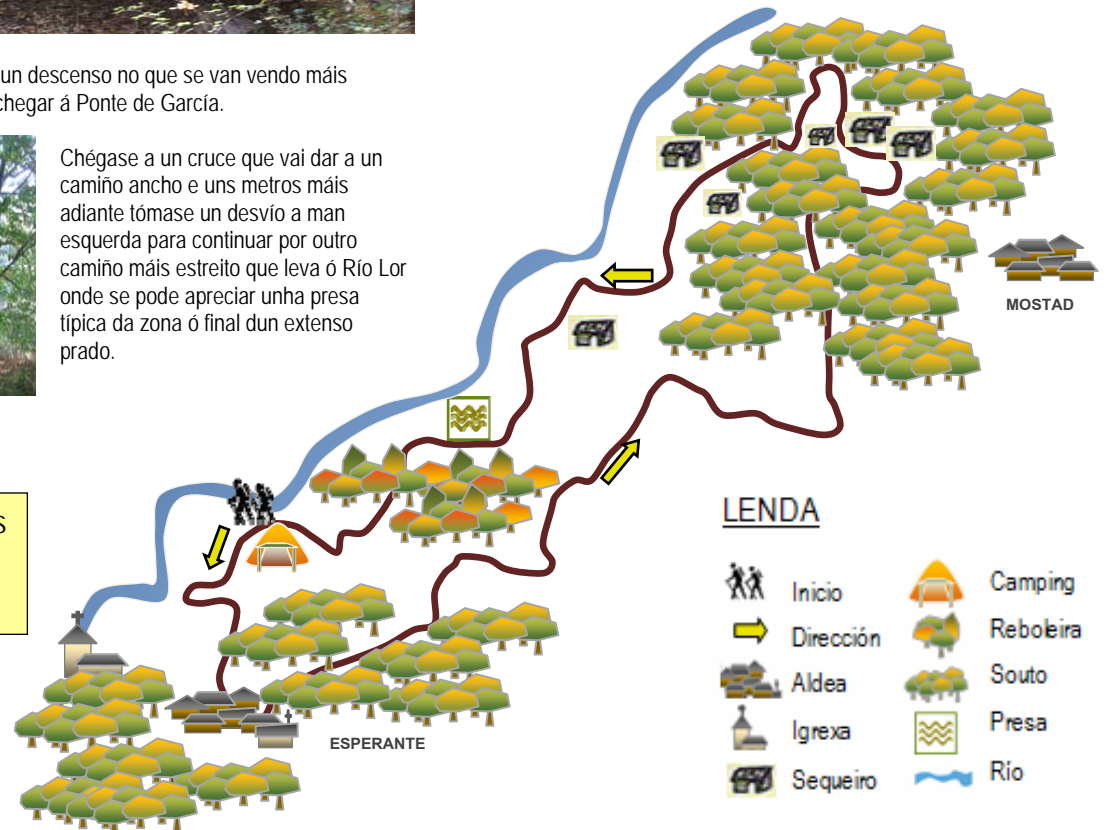 un descenso no que se van vendo máis
chegar á Ponte de García.
Chégase a un cruce que vai dar a un
camiño ancho e uns metros máis
adiante tómase un desvío a man
esquerda para continuar por outro
camiño máis estreito que leva ó Río Lor
onde se pode apreciar unha presa
típica da zona ó final dun extenso
prado.
S
MOSTAD
ESPERANTE
LENDA
Inicio
Dirección
Aldea
Igrexa
Sequeiro
Camping
Reboleira
Souto
Presa
Río